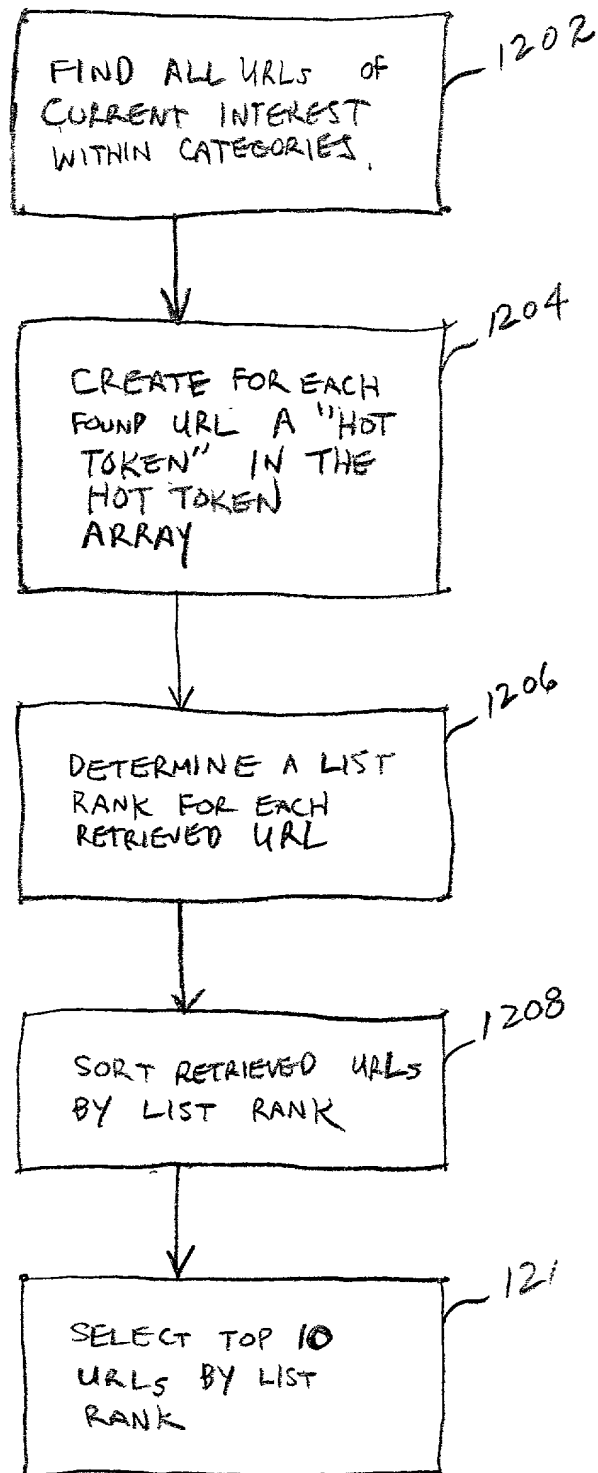 FIND ALL URLs OF
CURRENT INTEREST
WITHIN CATEGORIES.
1202
CREATE FOR EACH
FOUND URL A "HOT
TOKEN" IN THE
HOT TOKEN
ARRAY
1204
DETERMINE A LIST
RANK FOR EACH
RETRIEVED URL
1206
SORT RETRIEVED URLs
BY LIST RANK
1208
SELECT TOP 10
URLs BY LIST
RANK
121